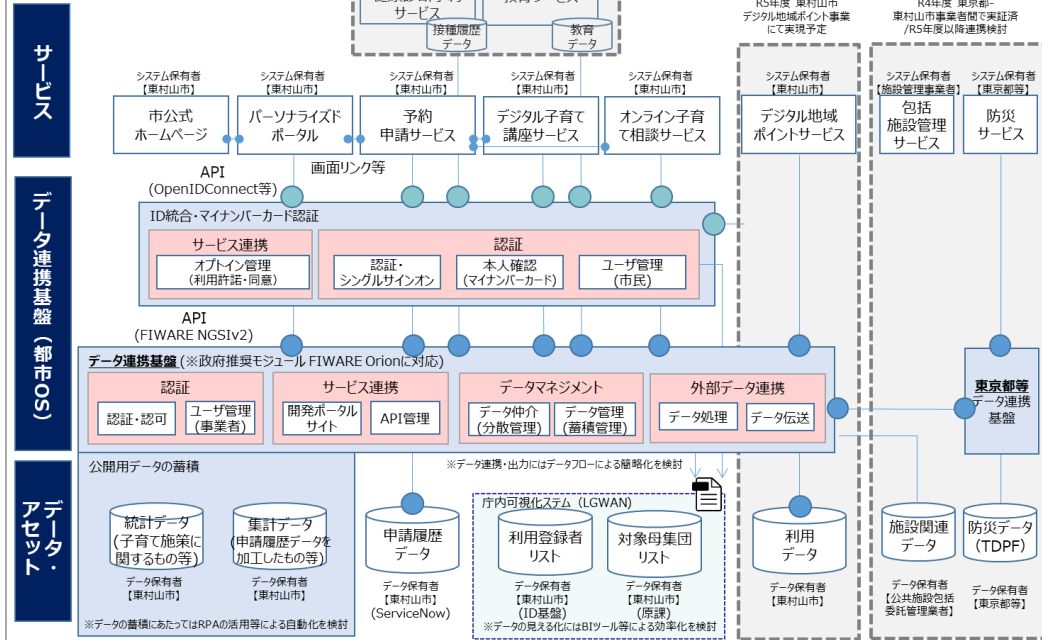 サービス
サービス
接種履歴
データ
教育
データ
R5年度 東村山市
デジタル地域ポイント事業
にて実現予定
R4年度 東京都-
東村山市事業者間で実証済
/R5年度以降連携検討
システム保有者
【東村山市】
市公式
ホームページ
システム保有者
【東村山市】
パーソナライズド
ポータル
システム保有者
【東村山市】
予約
申請サービス
システム保有者
【東村山市】
デジタル子育て
講座サービス
システム保有者
【東村山市】
オンライン子育
て相談サービス
システム保有者
【東村山市】
デジタル地域
ポイントサービス
システム保有者
【施設管理事業者】
包括
施設管理
サービス
システム保有者
【東京都等】
防災
サービス
画面リンク等
API
(OpenIDConnect等)
データ連携基盤(都市OS)
ID統合・マイナンバーカード認証
サービス連携
オプトイン管理
(利用許諾・同意)
認証
認証・
シングルサインオン
本人確認
(マイナンバーカード)
ユーザ管理
(市民)
API
(FIWARE NGSIv2)
データ連携基盤(※政府推奨モジュール FIWARE Orionに対応)
認証
認証・認可
ユーザ管理
(事業者)
サービス連携
開発ポータル
サイト
API管理
データマネジメント
データ仲介
(分散管理)
データ管理
(蓄積管理)
外部データ連携
データ処理
データ伝送
東京都等
データ連携
基盤
※データ連携・出力にはデータフローによる簡略化を検討
データ・
アセット
公開用データの蓄積
統計データ
(子育て施策に
関するもの等)
データ保有者
【東村山市】
集計データ
(申請履歴データを
加工したもの等)
データ保有者
【東村山市】
※データの蓄積にあたってはRPAの活用等による自動化を検討
申請履歴
データ
データ保有者
【東村山市】
(ServiceNow)
庁内可視化システム(LGWAN)
利用登録者
リスト
データ保有者
【東村山市】
(ID基盤)
対象母集団
リスト
データ保有者
【東村山市】
(原課)
※データの見える化にはBIツール等による効率化を検討
利用
データ
データ保有者
【東村山市】
施設関連
データ
データ保有者
【公共施設包括
委託管理業者】
防災データ
(TDPF)
データ保有者
【東京都等】